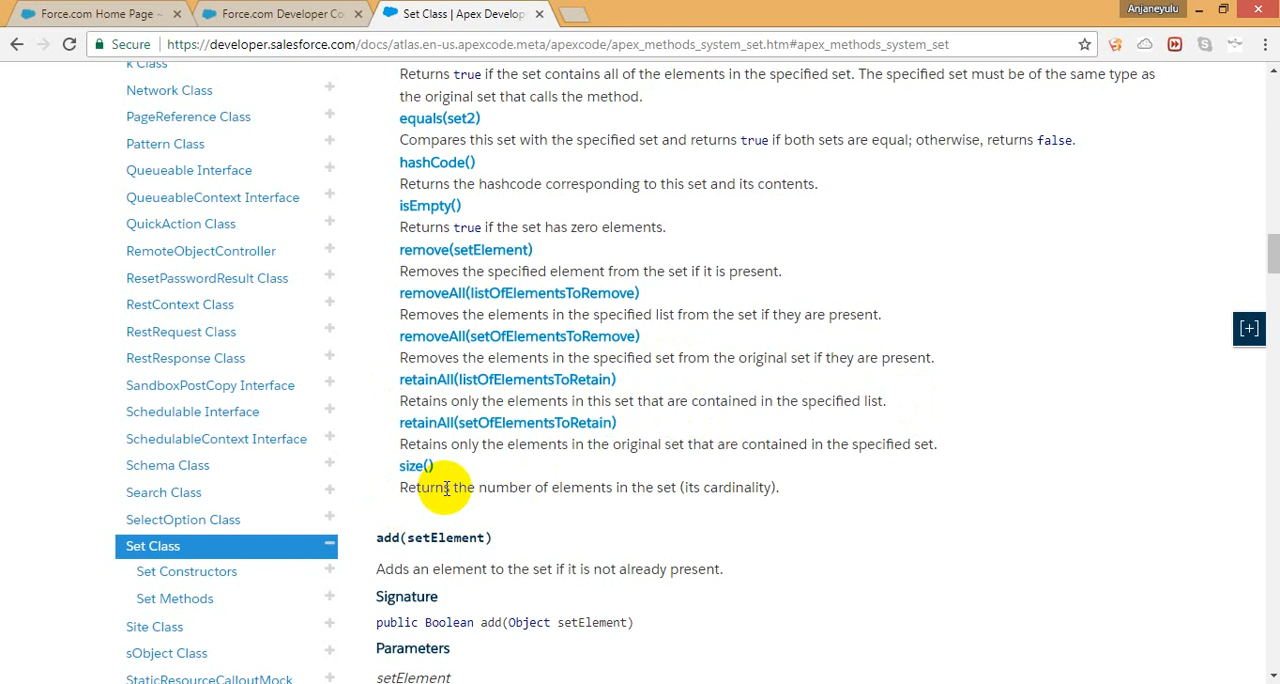 Force.com Home Page ~
Force.com Developer Co
Set Class | Apex Develop
Anjaneyulu
Secure
https://developer.salesforce.com/docs/atlas.en-us.apexcode.meta/apexcode/apex_methods_system_set.htm#apex_methods_system_set
k Class
Network Class
PageReference Class
Pattern Class
Queueable Interface
QueueableContext Interface
QuickAction Class
RemoteObjectController
ResetPasswordResult Class
RestContext Class
RestRequest Class
RestResponse Class
SandboxPostCopy Interface
Schedulable Interface
SchedulableContext Interface
Schema Class
Search Class
SelectOption Class
Set Class
Set Constructors
Set Methods
Site Class
sObject Class
StaticResourceCalloutMock
Returns true if the set contains all of the elements in the specified set. The specified set must be of the same type as
the original set that calls the method.
equals(set2)
Compares this set with the specified set and returns true if both sets are equal; otherwise, returns false.
hashCode()
Returns the hashcode corresponding to this set and its contents.
isEmpty()
Returns true if the set has zero elements.
remove(setElement)
Removes the specified element from the set if it is present.
removeAll(listOfElementsToRemove)
Removes the elements in the specified list from the set if they are present.
removeAll(setOfElementsToRemove)
Removes the elements in the specified set from the original set if they are present.
retainAll(listOfElementsToRetain)
Retains only the elements in this set that are contained in the specified list.
retainAll(setOfElementsToRetain)
Retains only the elements in the original set that are contained in the specified set.
size()
Returns the number of elements in the set (its cardinality).
add(setElement)
Adds an element to the set if it is not already present.
Signature
public Boolean add(Object setElement)
Parameters
setElement
[+]